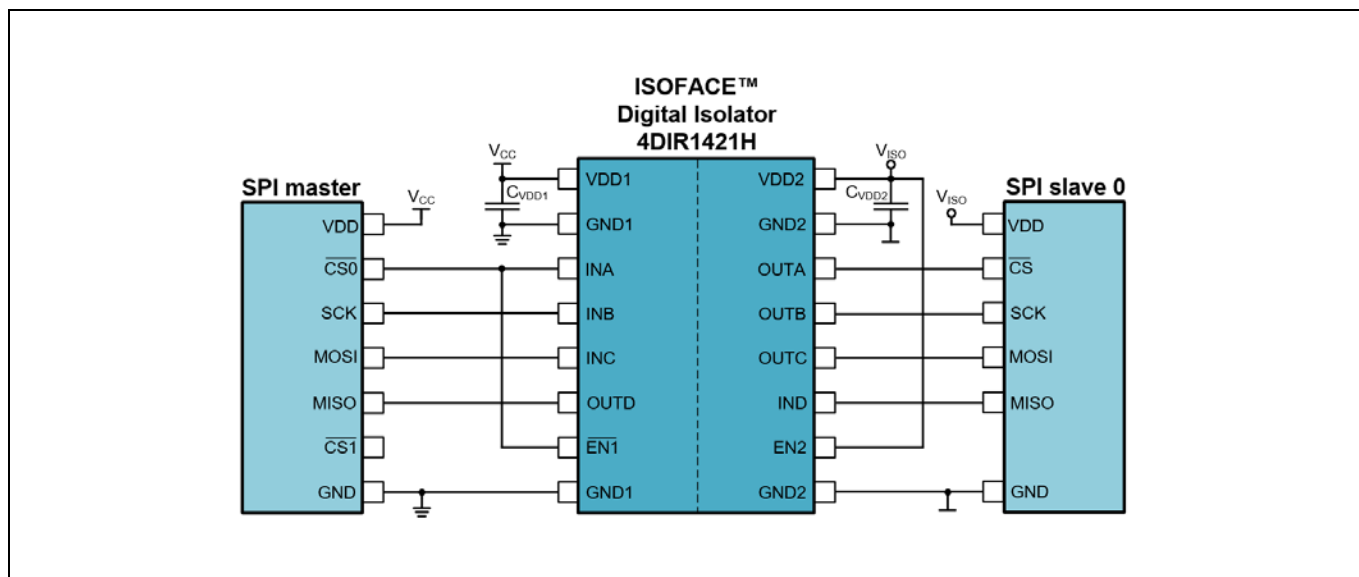 ISOFACE™
Digital Isolator
4DIR1421H
SPI master
VDD
VCC
CS0
SCK
MOSI
MISO
CS1
GND
VCC
CVDD1
VDD1
GND1
INA
INB
INC
OUTD
EN1
GND1
VDD2
GND2
OUTA
OUTB
OUTC
IND
EN2
GND2
VISO
CVDD2
SPI slave 0
VISO
VDD
CS
SCK
MOSI
MISO
GND